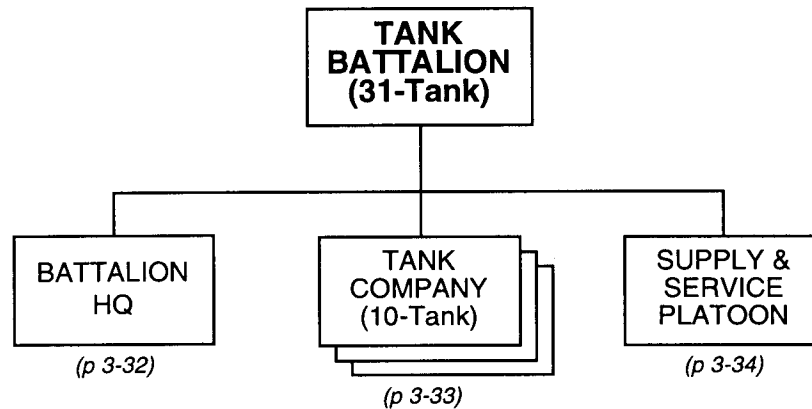 TANK
BATTALION
(31-Tank)
BATTALION
HQ
(p 3-32)
TANK
COMPANY
(10-Tank)
(p 3-33)
SUPPLY &
SERVICE
PLATOON
(p 3-34)